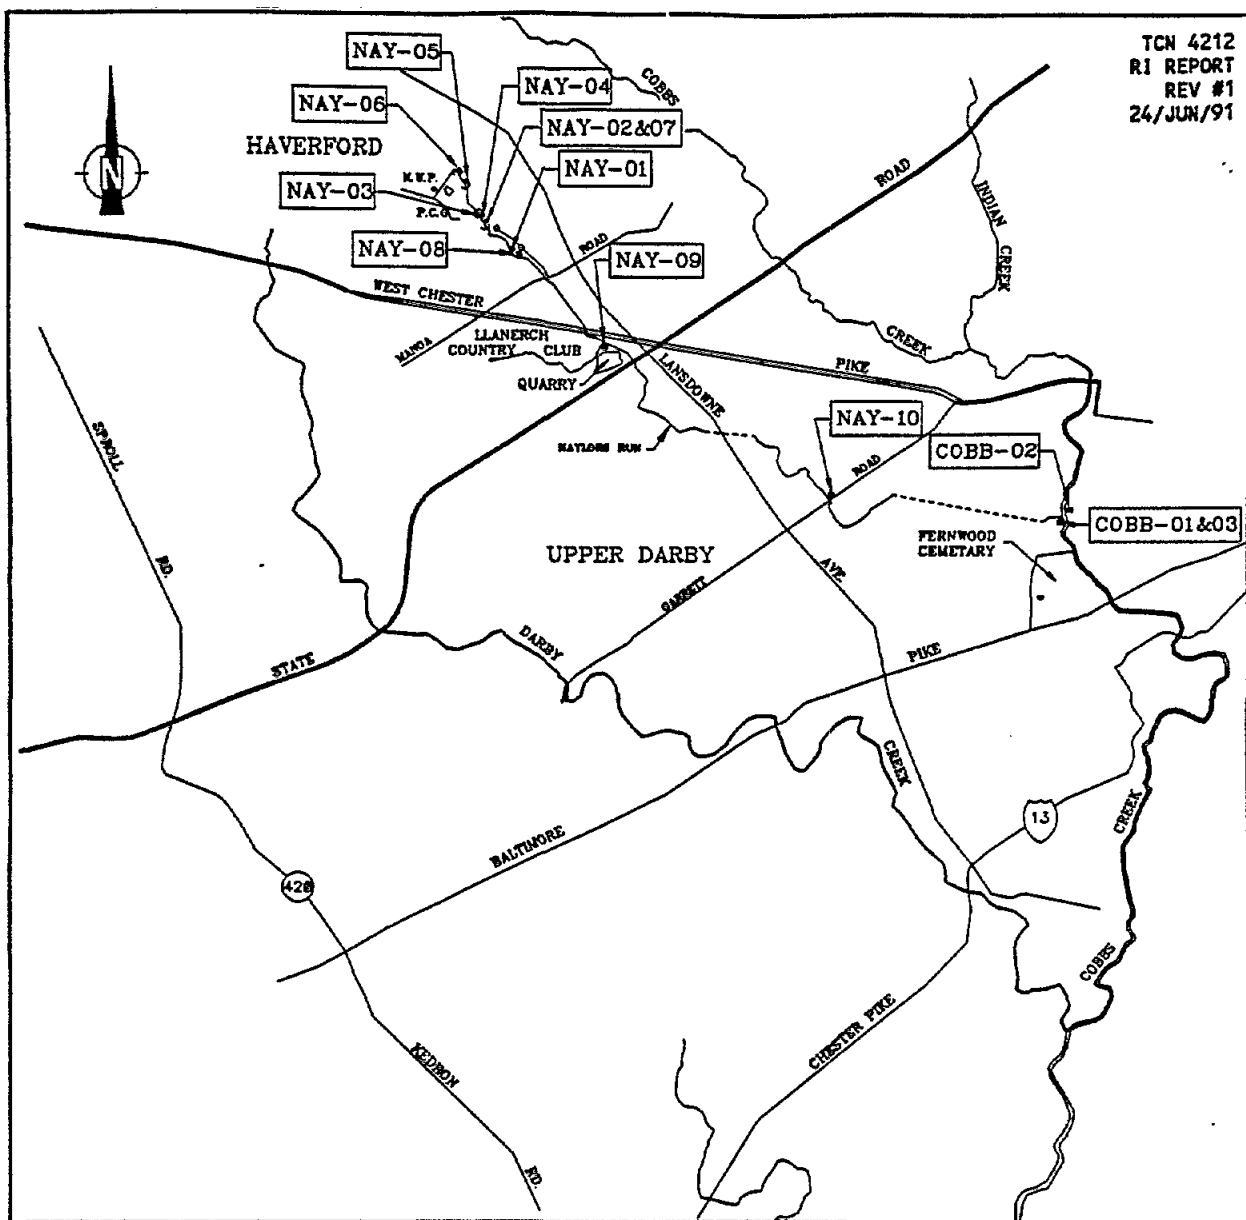 TCN 4212
RI REPORT
REV #1
24/JUN/91
NAY-05
COBBS
NAY-04
NAY-06
NAY-02&07
HAVERFORD
NAY-01
ROAD
N
N.W.P.
NAY-03
P.C.G.
INDIAN
CREEK
NAY-08
ROAD
NAY-09
WEST CHESTER
MANOA
LLANERCH
COUNTRY CLUB
QUARRY
CREEK
PIKE
LANSDOWNE
NAY-10
NAYLORS RUN
SPROLL
ROAD
COBB-02
COBB-01&03
FERNWOOD
CEMETARY
UPPER DARBY
RD.
AVE.
GARRETT
DARBY
STATE
PIKE
CREEK
CREEK
13
BALTIMORE
420
COBBS
CHESTER PIKE
KEDRON
RD.